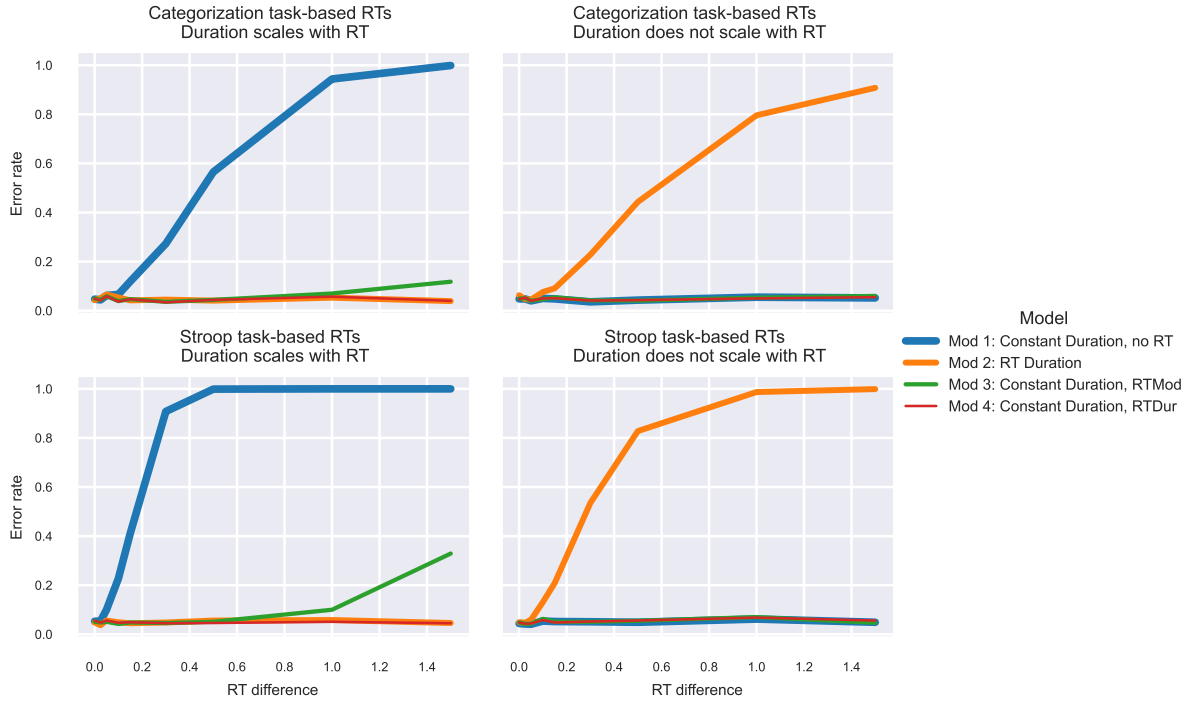 Categorization task-based RTs
Duration scales with RT
Categorization task-based RTs
Duration does not scale with RT
1.0
0.8
0.6
0.4
0.2
0.0
Error rate
Stroop task-based RTs
Duration scales with RT
Stroop task-based RTs
Duration does not scale with RT
1.0
0.8
0.6
0.4
0.2
0.0
Error rate
0.0 0.2 0.4 0.6 0.8 1.0 1.2 1.4
RT difference
0.0 0.2 0.4 0.6 0.8 1.0 1.2 1.4
RT difference
Model
Mod 1: Constant Duration, no RT
Mod 2: RT Duration
Mod 3: Constant Duration, RTMod
Mod 4: Constant Duration, RTDur